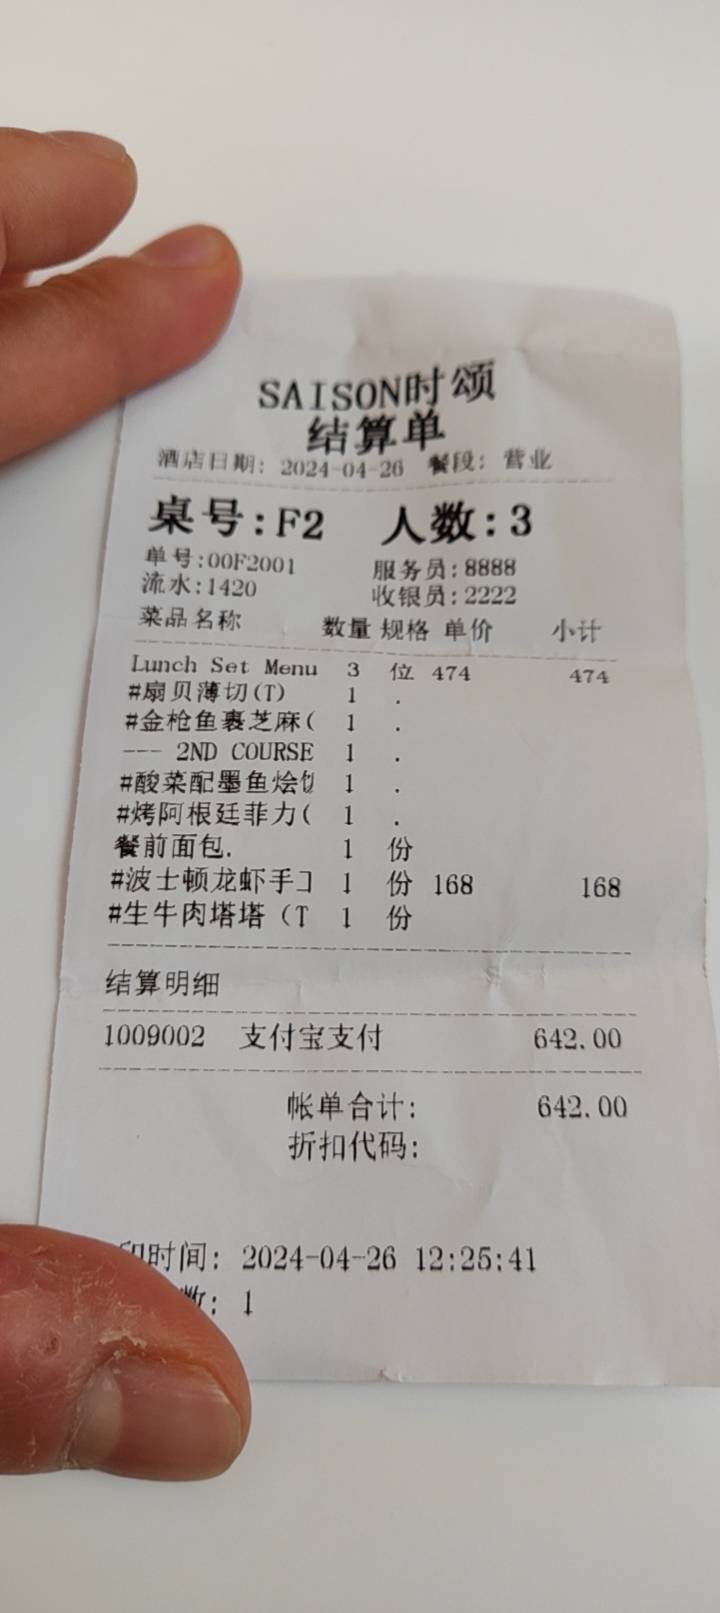 SAISON时颂
结算单
酒店日期: 2024-04-26 餐段: 营业
桌号:F2 人数:3
单号:00F2001 服务员:8888
流水:1420 收银员:2222
菜品名称 数量 规格 单价 小计
Lunch Set Menu 3 位 474 474
#扇贝薄切(T) 1 .
#金枪鱼裹芝麻( 1 .
--- 2ND COURSE 1 .
#酸菜配墨鱼烩 1 .
#烤阿根廷菲力( 1 .
餐前面包. 1 份
#波士顿龙虾手工 1 份 168 168
#生牛肉塔塔 (T 1 份
结算明细
1009002 支付宝支付 642.00
帐单合计: 642.00
折扣代码:
印时间: 2024-04-26 12:25:41
数: 1